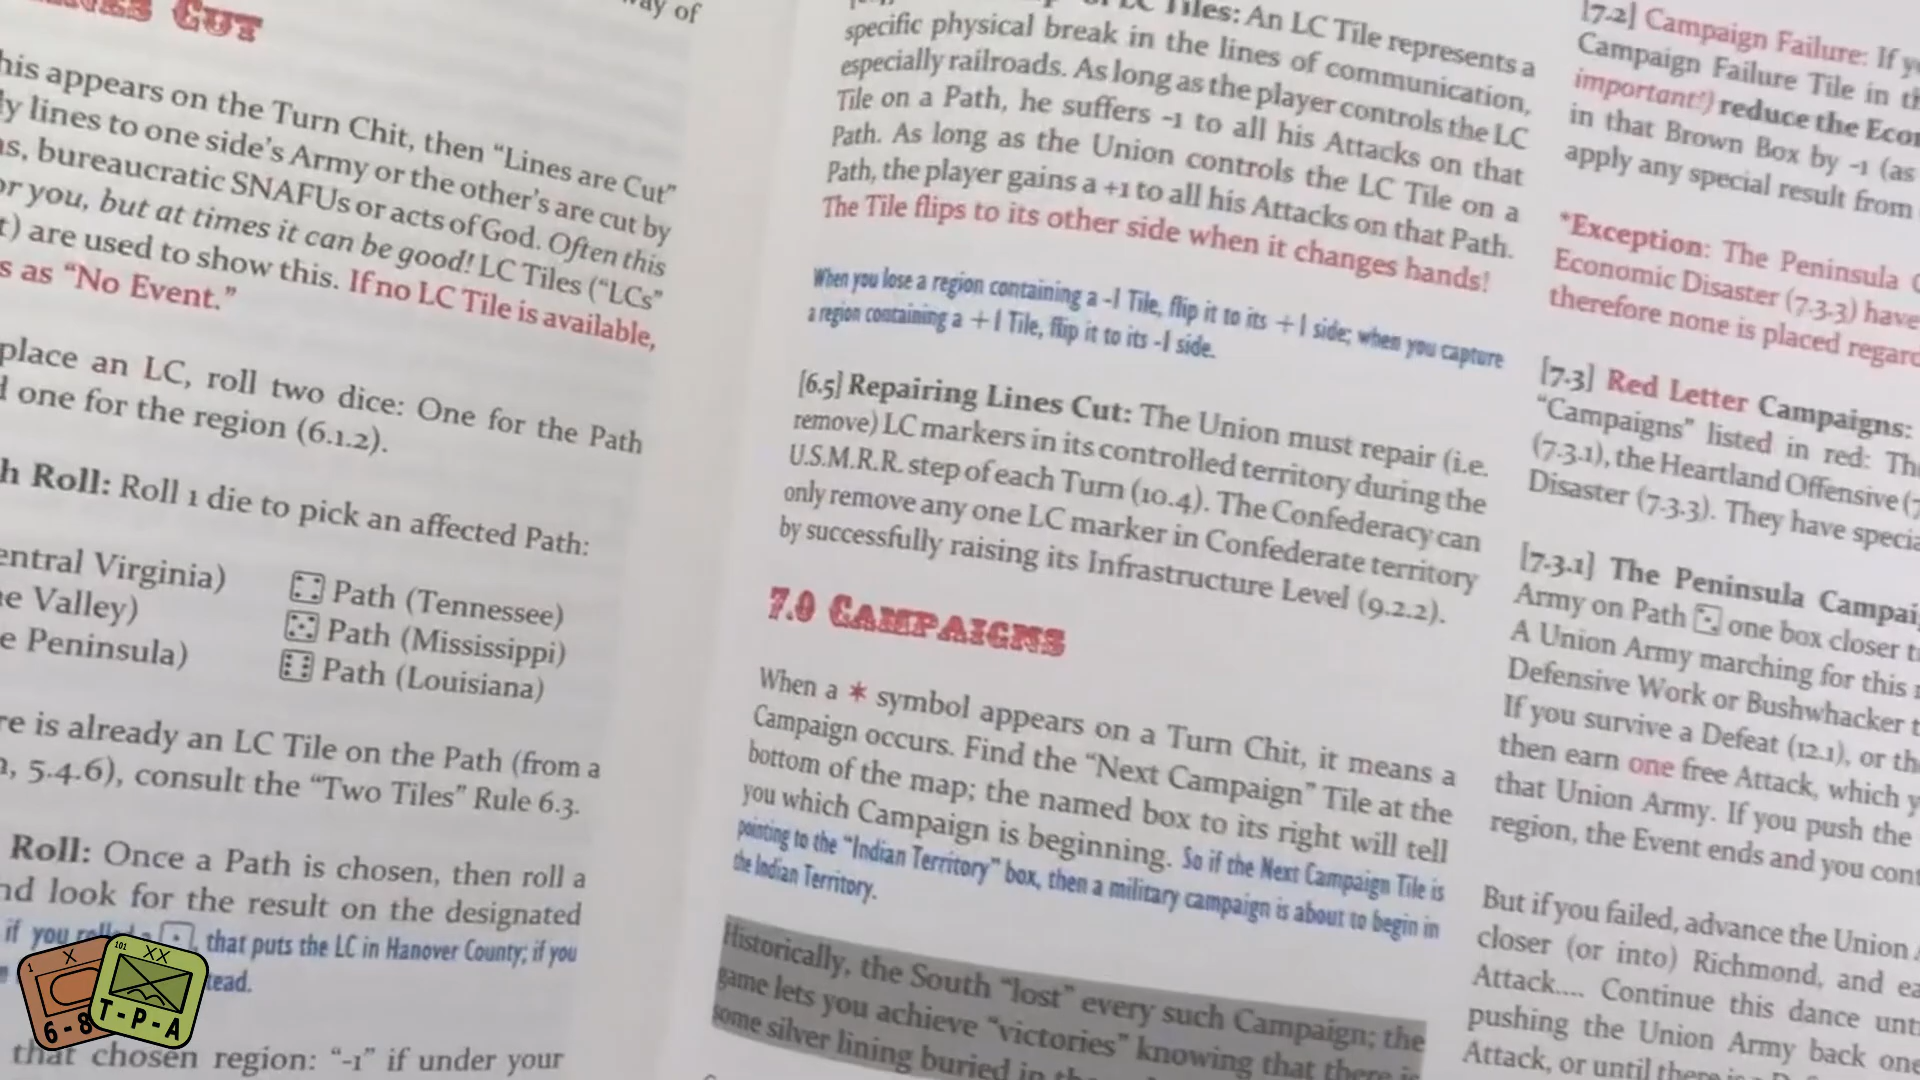 way of
CUT
his appears on the Turn Chit, then "Lines are Cut"
ly lines to one side's Army or the other's are cut by
ns, bureaucratic SNAFUs or acts of God. Often this
or you, but at times it can be good! LC Tiles ("LCs"
t) are used to show this. If no LC Tile is available,
s as "No Event."
place an LC, roll two dice: One for the Path
d one for the region (6.1.2).
h Roll: Roll 1 die to pick an affected Path:
entral Virginia)
e Valley)
e Peninsula)
Path (Tennessee)
Path (Mississippi)
Path (Louisiana)
re is already an LC Tile on the Path (from a
n, 5.4.6), consult the "Two Tiles" Rule 6.3.
Roll: Once a Path is chosen, then roll a
nd look for the result on the designated
if you rolled a , that puts the LC in Hanover County; if you
tead.
that chosen region: "-1" if under your
LC Tiles: An LC Tile represents a
specific physical break in the lines of communication,
especially railroads. As long as the player controls the LC
Tile on a Path, he suffers -1 to all his Attacks on that
Path. As long as the Union controls the LC Tile on a
Path, the player gains a +1 to all his Attacks on that Path.
The Tile flips to its other side when it changes hands!
When you lose a region containing a -1 Tile, flip it to its +1 side; when you capture
a region containing a +1 Tile, flip it to its -1 side.
[6.5] Repairing Lines Cut: The Union must repair (i.e.
remove) LC markers in its controlled territory during the
U.S.M.R.R. step of each Turn (10.4). The Confederacy can
only remove any one LC marker in Confederate territory
by successfully raising its Infrastructure Level (9.2.2).
7.0 CAMPAIGNS
When a * symbol appears on a Turn Chit, it means a
Campaign occurs. Find the "Next Campaign" Tile at the
bottom of the map; the named box to its right will tell
you which Campaign is beginning. So if the Next Campaign Tile is
pointing to the "Indian Territory" box, then a military campaign is about to begin in
the Indian Territory.
Historically, the South "lost" every such Campaign; the
game lets you achieve "victories" knowing that there is
some silver lining buried in
[7.2] Campaign Failure: If y
Campaign Failure Tile in th
important!) reduce the Econ
in that Brown Box by -1 (as
apply any special result from
*Exception: The Peninsula C
Economic Disaster (7.3.3) have
therefore none is placed regard
[7.3] Red Letter Campaigns:
"Campaigns" listed in red: The
(7.3.1), the Heartland Offensive (7
Disaster (7.3.3). They have specia
[7.3.1] The Peninsula Campai
Army on Path one box closer t
A Union Army marching for this
Defensive Work or Bushwhacker t
If you survive a Defeat (12.1), or th
then earn one free Attack, which y
that Union Army. If you push the
region, the Event ends and you cont
But if you failed, advance the Union
closer (or into) Richmond, and ea
Attack.... Continue this dance unti
pushing the Union Army back one
Attack, or until there is
1 X
6-8
101 XX
T-P-A